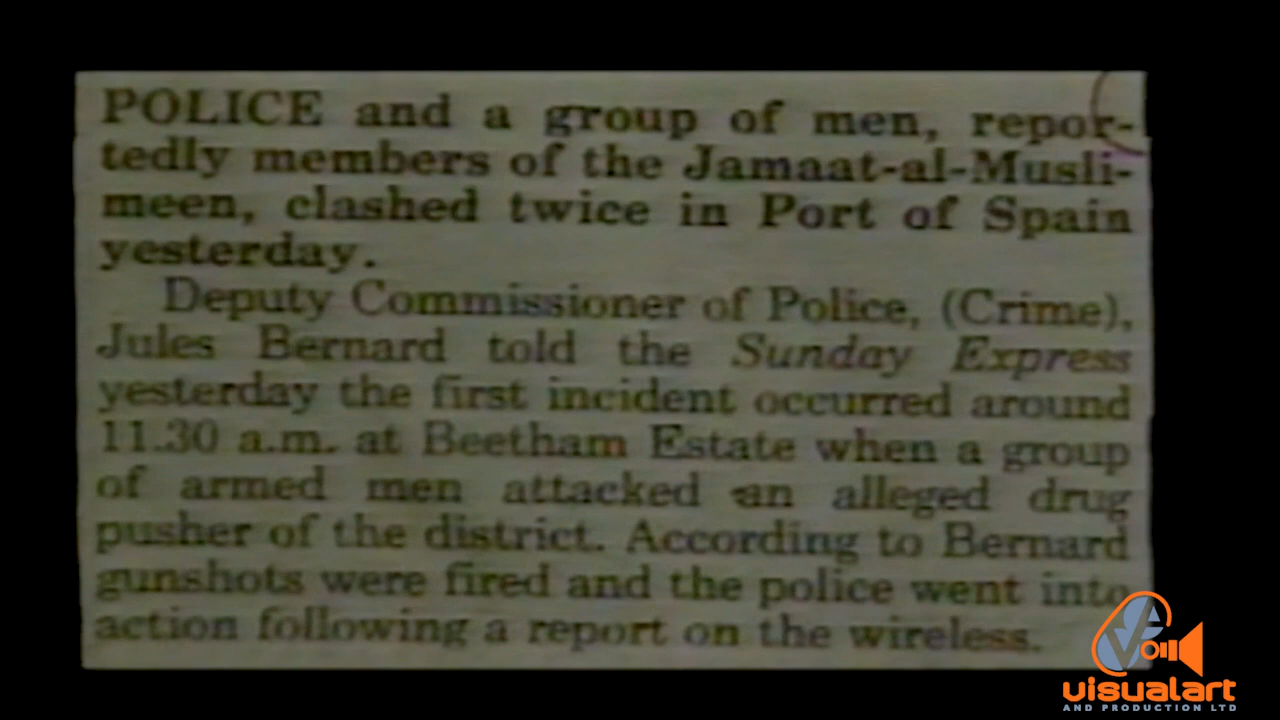 POLICE and a group of men, repor-
tedly members of the Jamaat-al-Musli-
meen, clashed twice in Port of Spain
yesterday.
Deputy Commissioner of Police, (Crime),
Jules Bernard told the Sunday Express
yesterday the first incident occurred around
11.30 a.m. at Beetham Estate when a group
of armed men attacked an alleged drug
pusher of the district. According to Bernard
gunshots were fired and the police went into
action following a report on the wireless.
visualart
AND PRODUCTION LTD